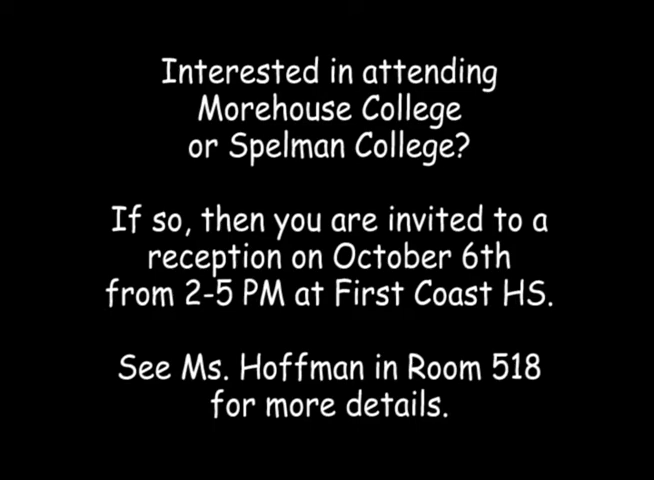 Interested in attending
Morehouse College
or Spelman College?
If so, then you are invited to a
reception on October 6th
from 2-5 PM at First Coast HS.
See Ms. Hoffman in Room 518
for more details.